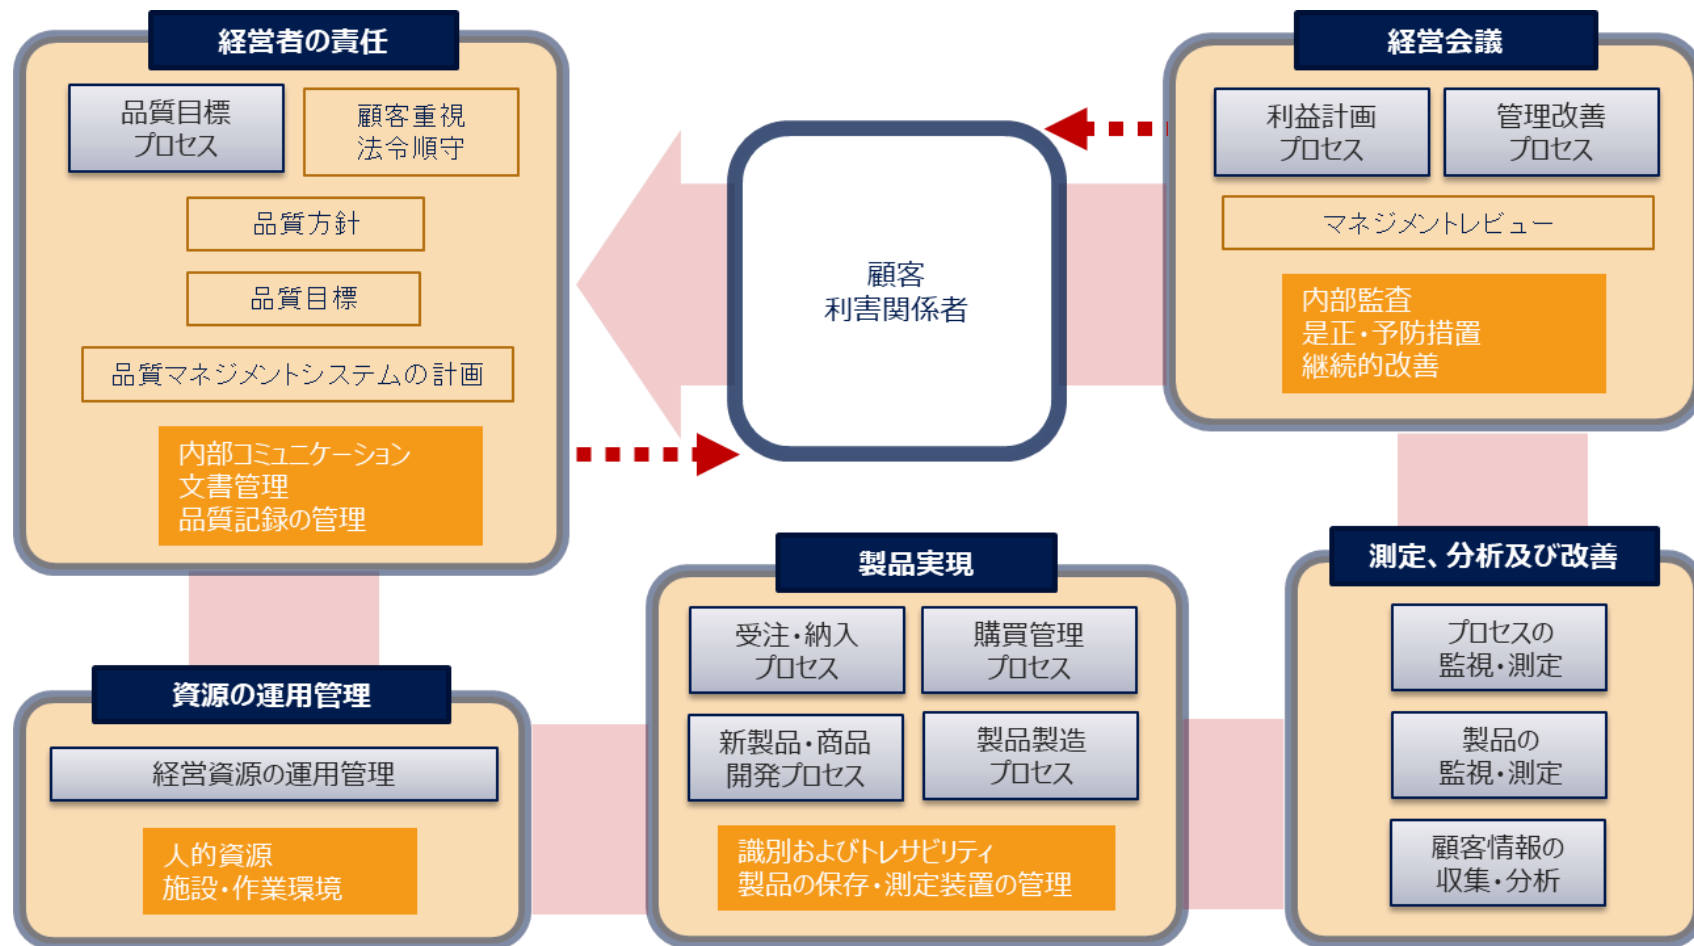 経営者の責任
品質目標
プロセス
顧客重視
法令順守
品質方針
品質目標
品質マネジメントシステムの計画
内部コミュニケーション
文書管理
品質記録の管理
顧客
利害関係者
経営会議
利益計画
プロセス
管理改善
プロセス
マネジメントレビュー
内部監査
是正・予防措置
継続的改善
資源の運用管理
経営資源の運用管理
人的資源
施設・作業環境
製品実現
受注・納入
プロセス
購買管理
プロセス
新製品・商品
開発プロセス
製品製造
プロセス
識別およびトレサビリティ
製品の保存・測定装置の管理
測定、分析及び改善
プロセスの
監視・測定
製品の
監視・測定
顧客情報の
収集・分析